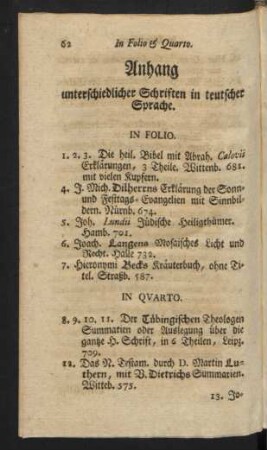 62 In Folio & Quarto.
Anhang
unterschiedlicher Schriften in teutscher
Sprache.
IN FOLIO.
1. 2. 3. Die heil. Bibel mit Abrah. Calovii
Erklärungen, 3 Theile. Wittenb. 681.
mit vielen Kupfern.
4. J. Mich. Dilherrns Erklärung der Sonn-
und Festtags-Evangelien mit Sinnbil-
dern. Nürnb. 674.
5. Joh. Lundii Jüdische Heiligthümer.
Hamb. 701.
6. Joach. Langens Mosaisches Licht und
Recht. Halle 732.
7. Hieronymi Becks Kräuterbuch, ohne Ti-
tel. Straßb. 587.
IN QVARTO.
8. 9. 10. 11. Der Tübingischen Theologen
Summarien oder Auslegung über die
gantze H. Schrift, in 6 Theilen, Leipz.
709.
12. Das N. Testam. durch D. Martin Lu-
thern, mit V. Dietrichs Summarien.
Witteb. 575.
13. Jo-